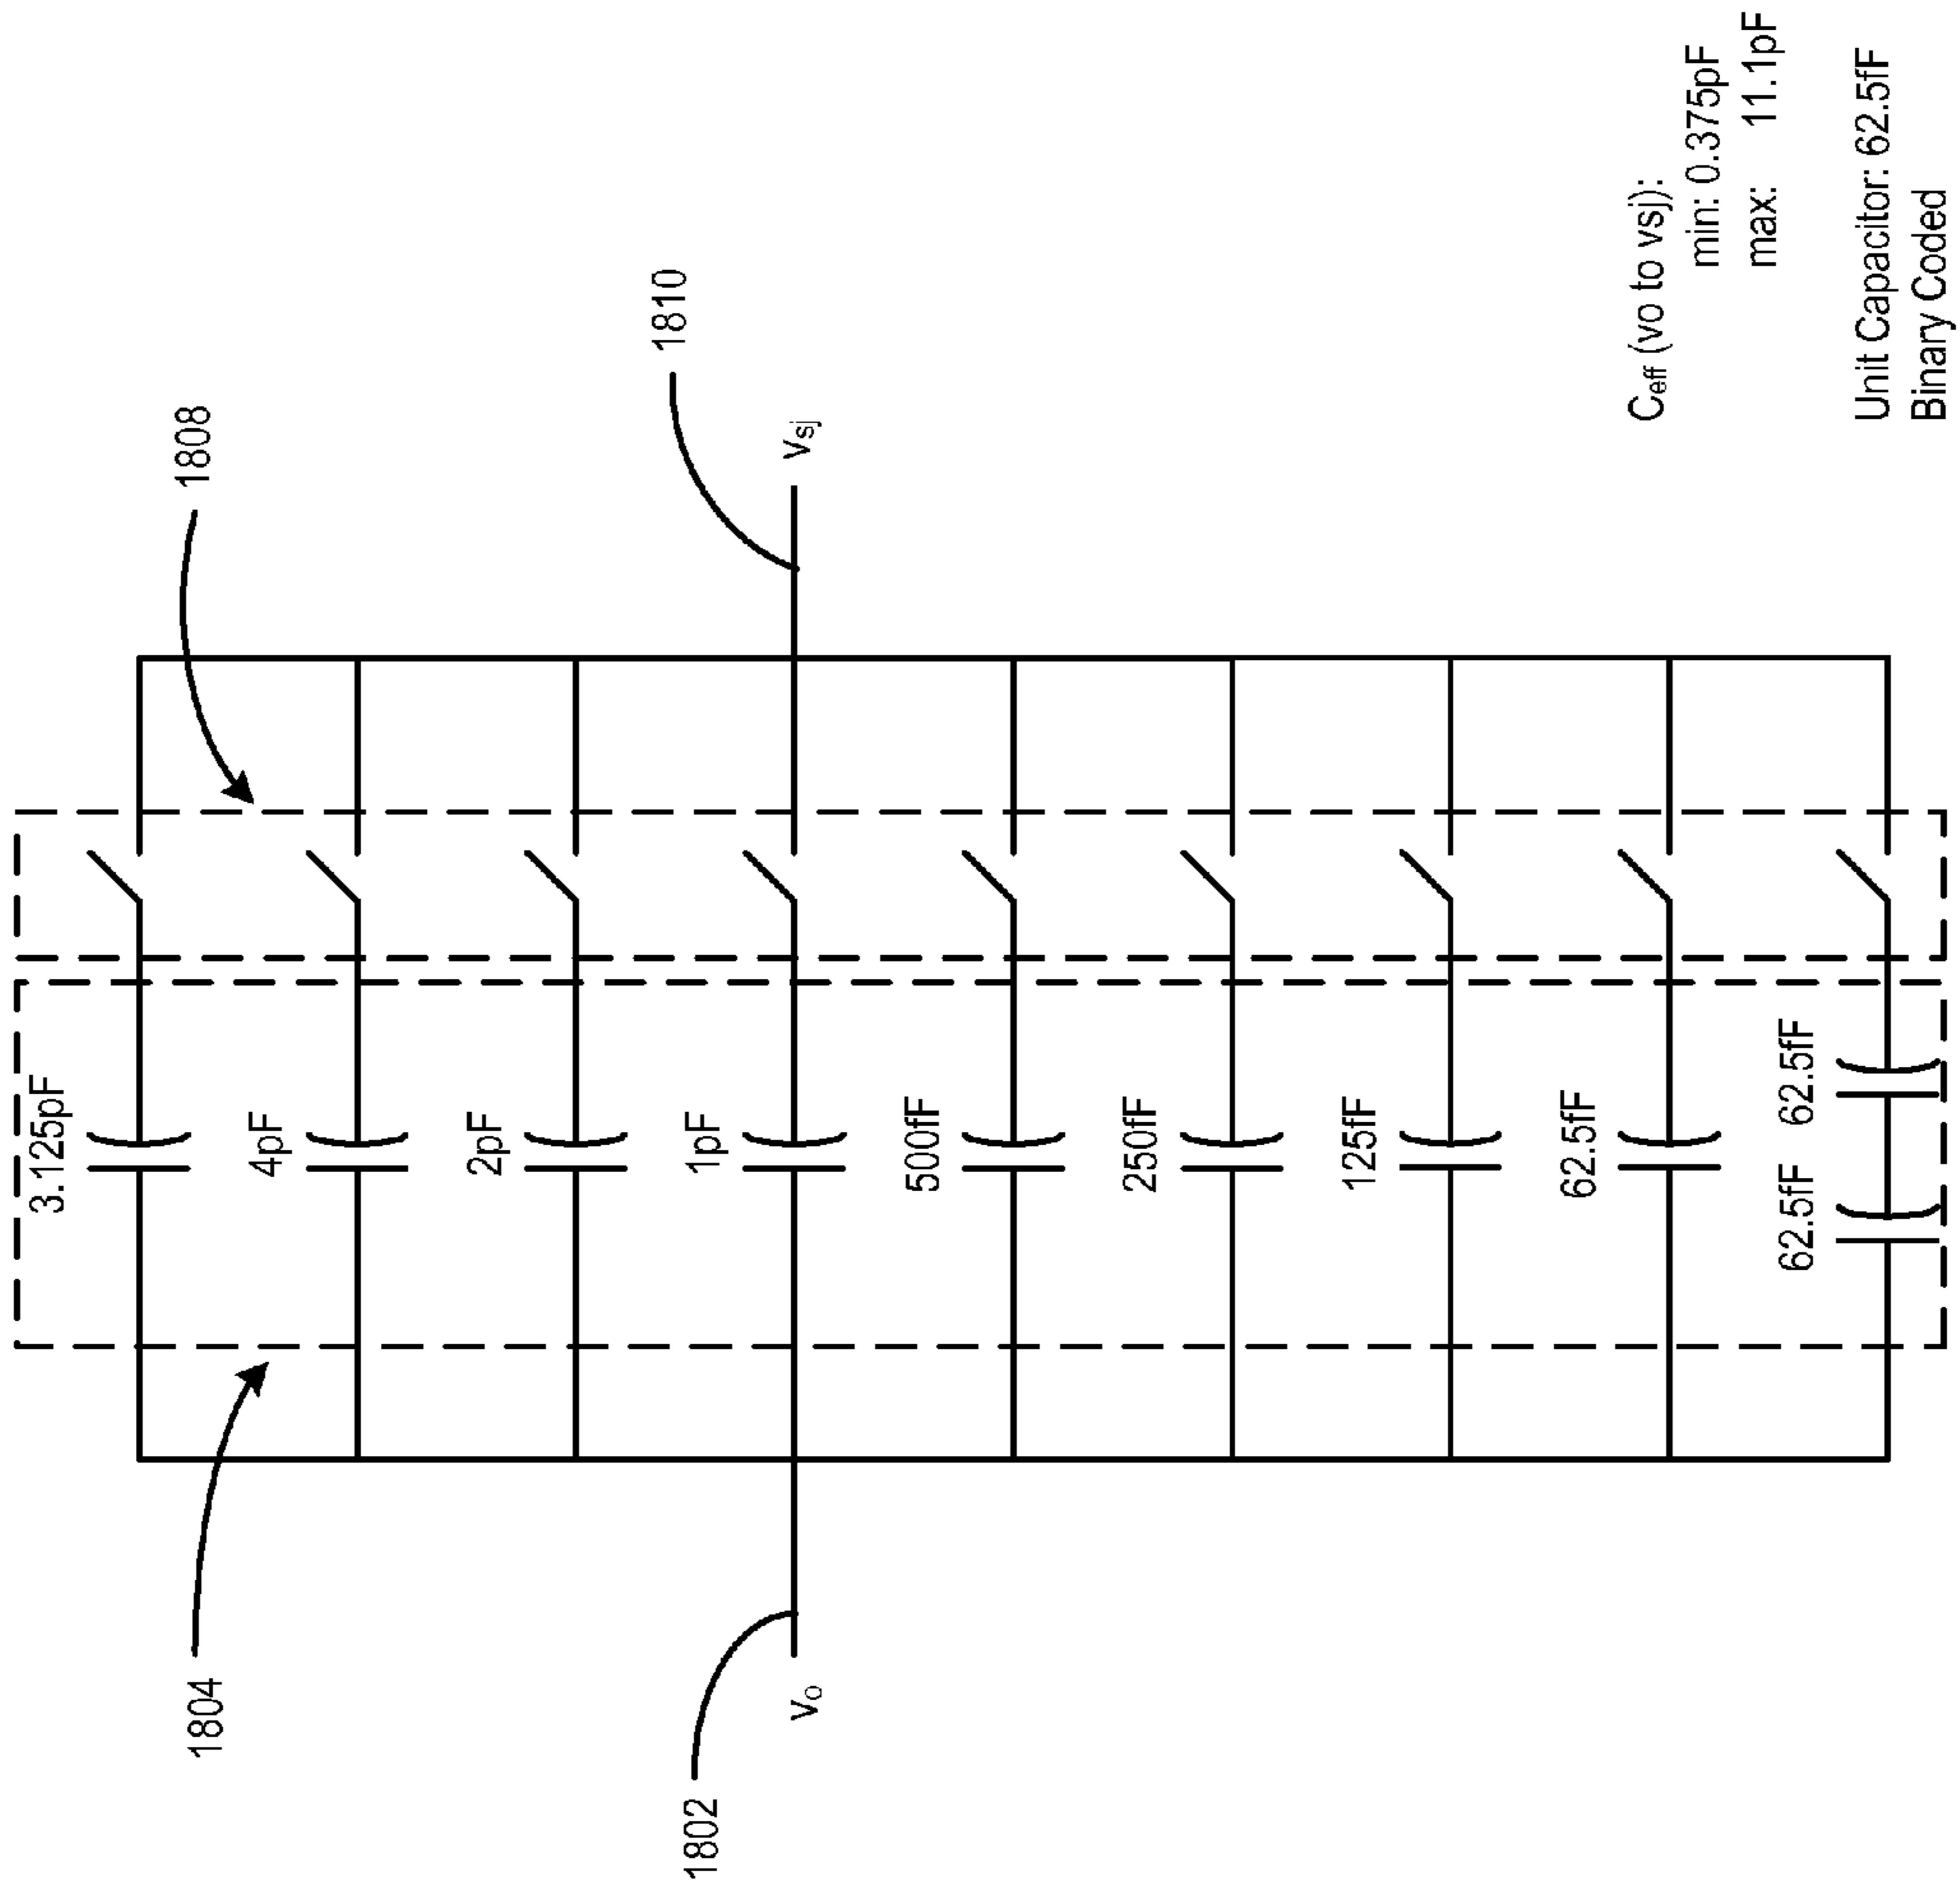 1804
1808
1802
1810
vO
vsj
3.125pF
4pF
2pF
1pF
500fF
250fF
125fF
62.5fF
62.5fF 62.5fF
Ceff (vo to vsj):
min: 0.375pF
max: 11.1pF
Unit Capacitor: 62.5fF
Binary Coded